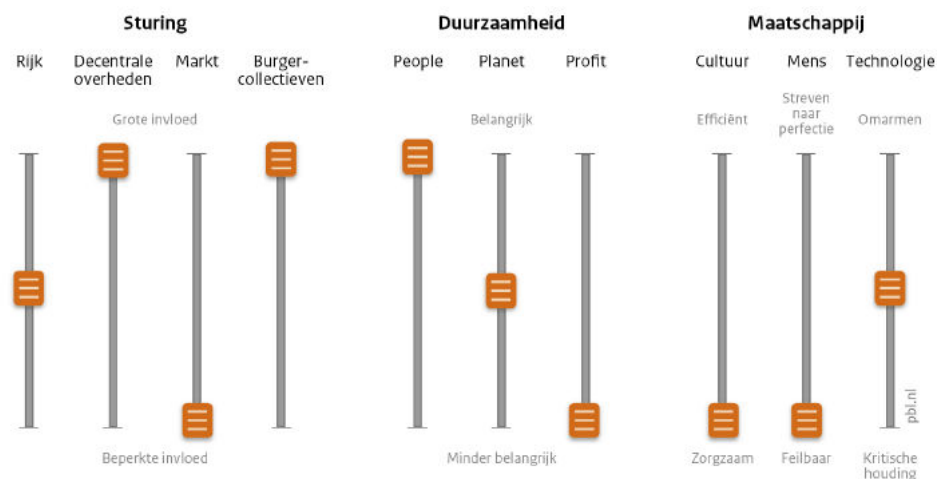 Sturing
Duurzaamheid
Maatschappij
Rijk
Decentrale
overheden
Markt
Burger-
collectieven
People
Planet
Profit
Cultuur
Mens
Technologie
Grote invloed
Belangrijk
Efficiënt
Streven
naar
perfectie
Omarmen
Beperkte invloed
Minder belangrijk
Zorgzaam
Feilbaar
Kritische
houding
pbl.nl